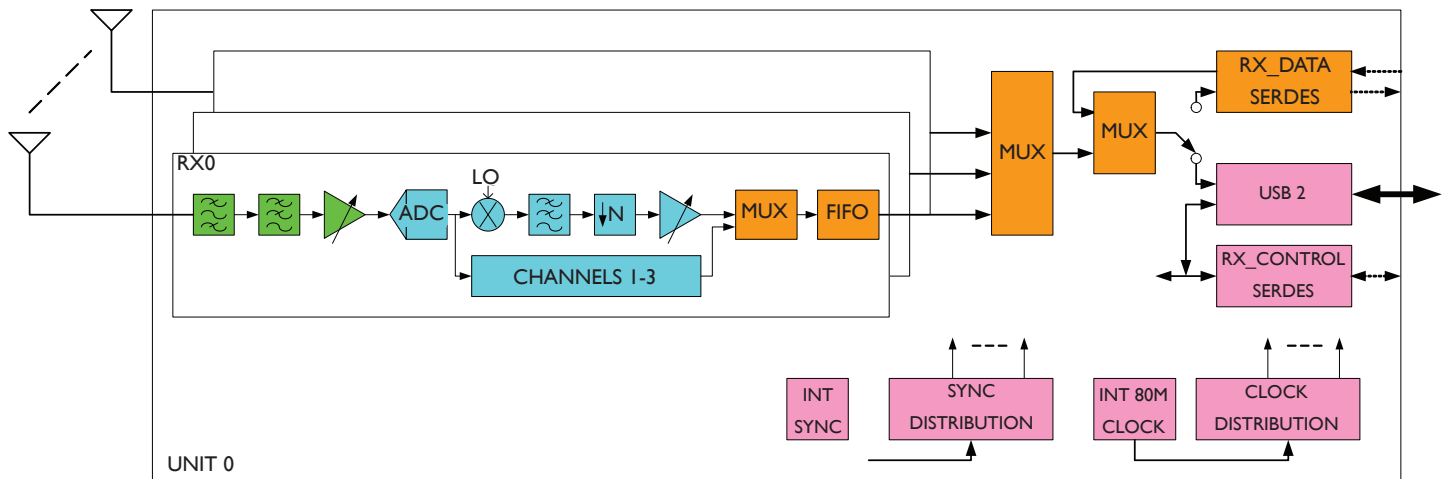 RX_DATA
SERDES
MUX
MUX
RX0
LO
ADC
↓N
MUX
FIFO
USB 2
CHANNELS 1-3
RX_CONTROL
SERDES
INT
SYNC
SYNC
DISTRIBUTION
INT 80M
CLOCK
CLOCK
DISTRIBUTION
UNIT 0